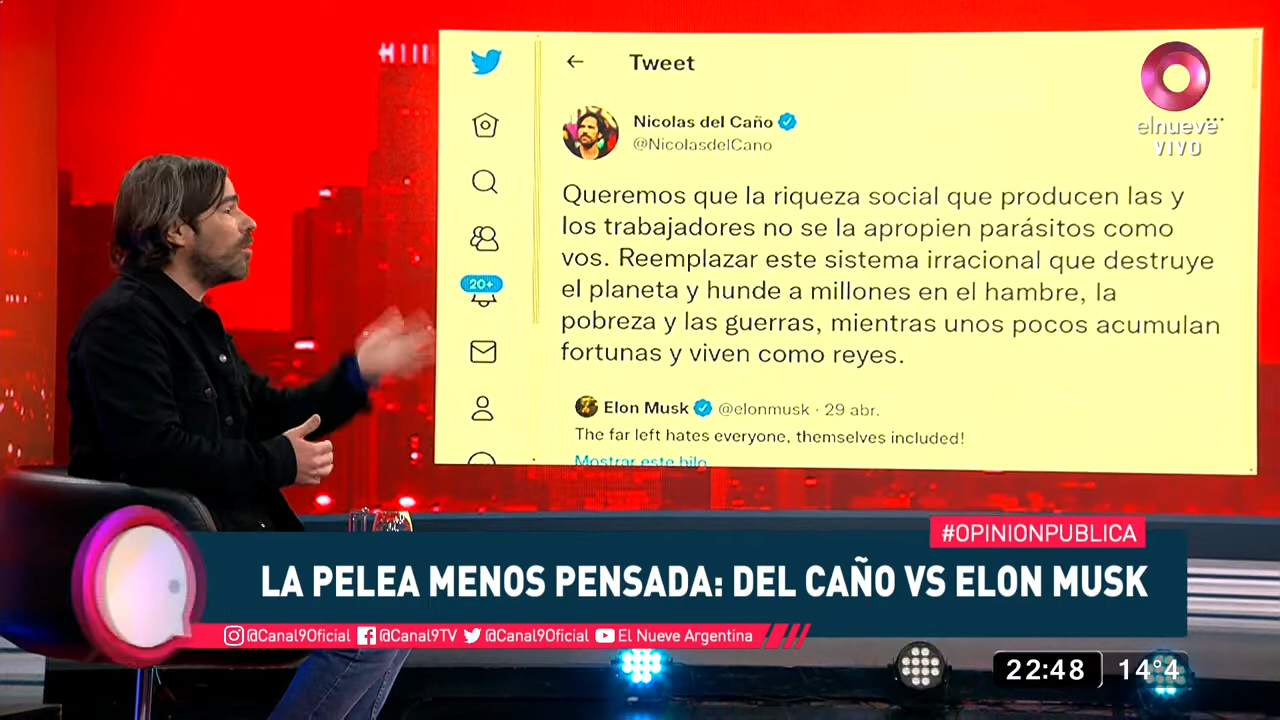 Tweet
Nicolas del Caño
@NicolasdelCano
Queremos que la riqueza social que producen las y
los trabajadores no se la apropien parásitos como
vos. Reemplazar este sistema irracional que destruye
el planeta y hunde a millones en el hambre, la
pobreza y las guerras, mientras unos pocos acumulan
fortunas y viven como reyes.
20+
Elon Musk @elonmusk · 29 abr.
The far left hates everyone, themselves included!
Mostrar este hilo
elnueve
VIVO
#OPINIONPUBLICA
LA PELEA MENOS PENSADA: DEL CAÑO VS ELON MUSK
@Canal9Oficial @Canal9TV @Canal9Oficial El Nueve Argentina
22:48 14°4